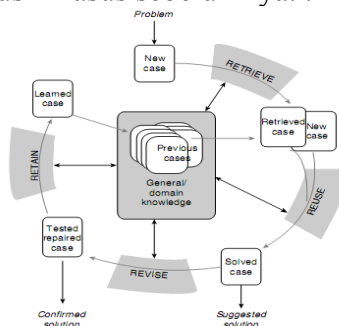 Problem
New
case
RETRIEVE
Learned
case
Retrieved
case
New
case
Previous
cases
General/
domain
knowledge
RETAIN
REUSE
Tested
repaired
case
REVISE
Solved
case
Confirmed
solution
Suggested
solution